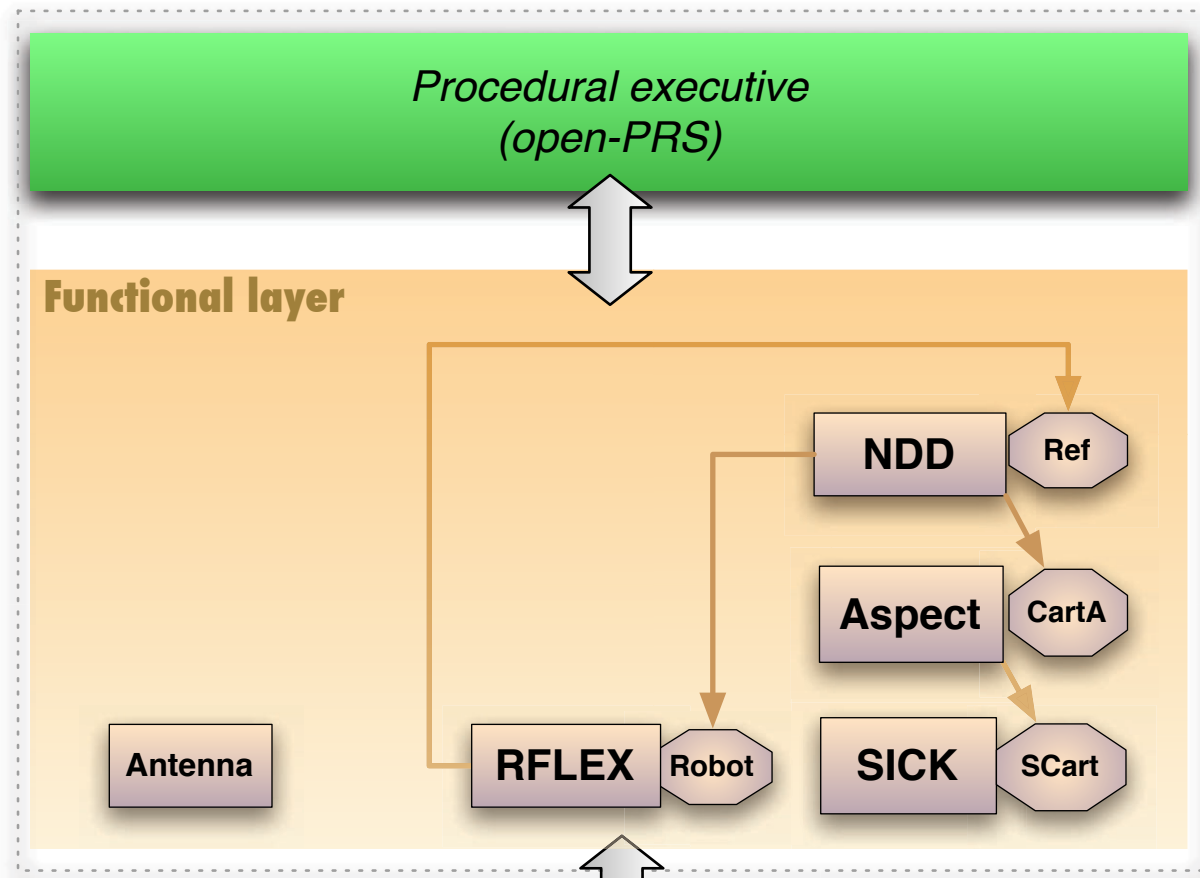 Procedural executive
(open-PRS)
Functional layer
NDD
Ref
Aspect
CartA
Antenna
RFLEX
Robot
SICK
SCart